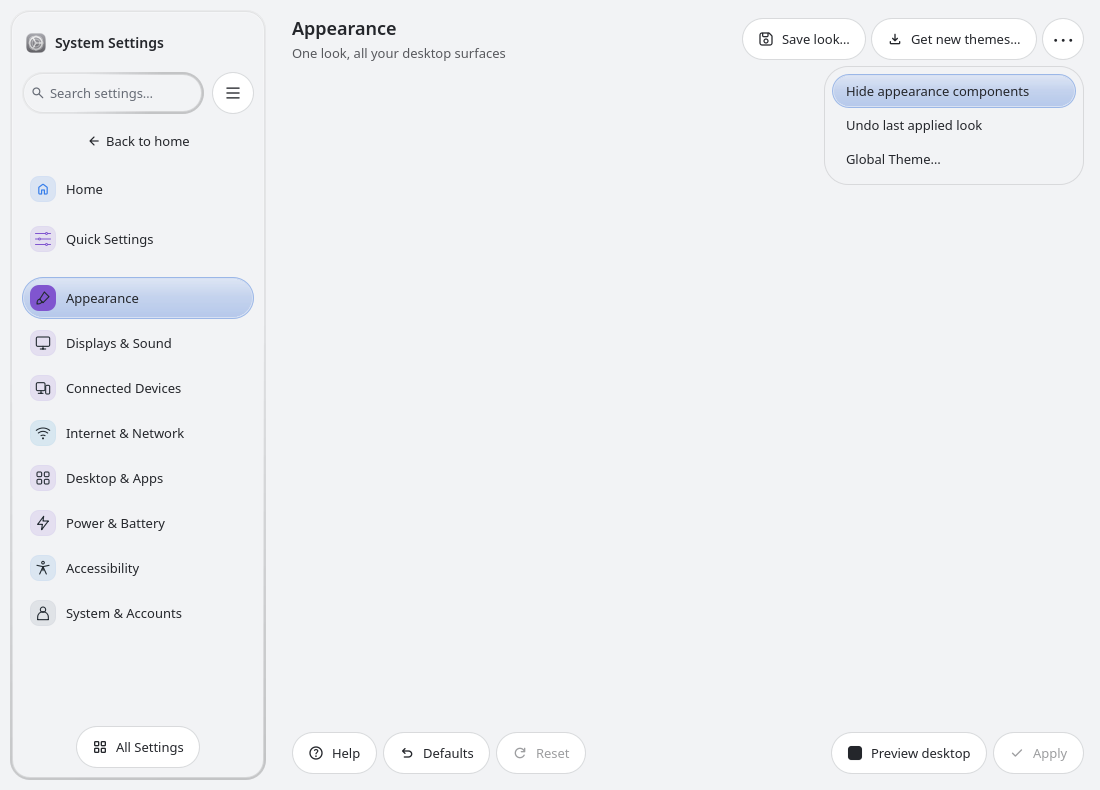 System Settings
Search settings...
Back to home
Home
Quick Settings
Appearance
Displays & Sound
Connected Devices
Internet & Network
Desktop & Apps
Power & Battery
Accessibility
System & Accounts
All Settings
Appearance
One look, all your desktop surfaces
Save look...
Get new themes...
Hide appearance components
Undo last applied look
Global Theme...
Help
Defaults
Reset
Preview desktop
Apply